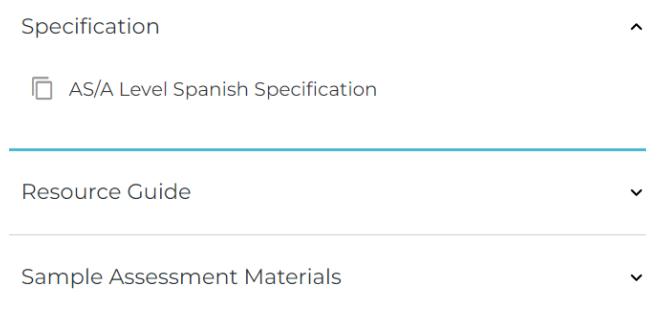 Specification
AS/A Level Spanish Specification
Resource Guide
Sample Assessment Materials